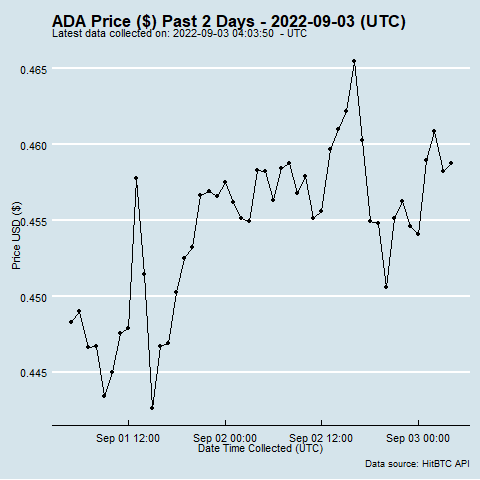 ADA Price ($) Past 2 Days - 2022-09-03 (UTC)
Latest data collected on: 2022-09-03 04:03:50 - UTC
0.465
0.460
0.455
0.450
0.445
Price USD ($)
Sep 01 12:00 Sep 02 00:00 Sep 02 12:00 Sep 03 00:00
Date Time Collected (UTC)
Data source: HitBTC API